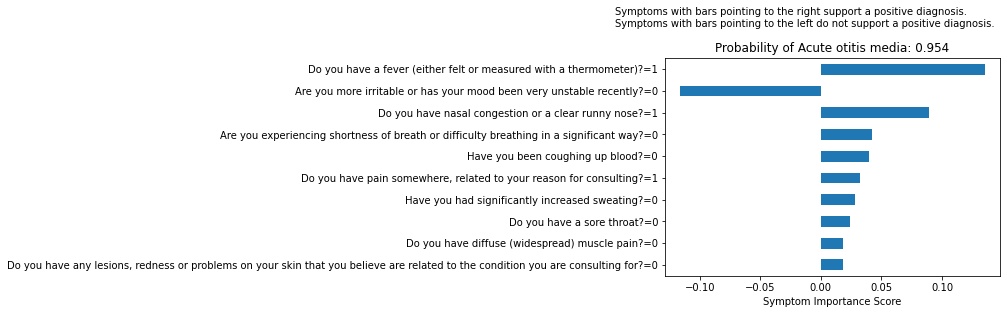 Symptoms with bars pointing to the right support a positive diagnosis.
Symptoms with bars pointing to the left do not support a positive diagnosis.
Probability of Acute otitis media: 0.954
Do you have a fever (either felt or measured with a thermometer)?=1
Are you more irritable or has your mood been very unstable recently?=0
Do you have nasal congestion or a clear runny nose?=1
Are you experiencing shortness of breath or difficulty breathing in a significant way?=0
Have you been coughing up blood?=0
Do you have pain somewhere, related to your reason for consulting?=1
Have you had significantly increased sweating?=0
Do you have a sore throat?=0
Do you have diffuse (widespread) muscle pain?=0
Do you have any lesions, redness or problems on your skin that you believe are related to the condition you are consulting for?=0
−0.10 −0.05 0.00 0.05 0.10
Symptom Importance Score